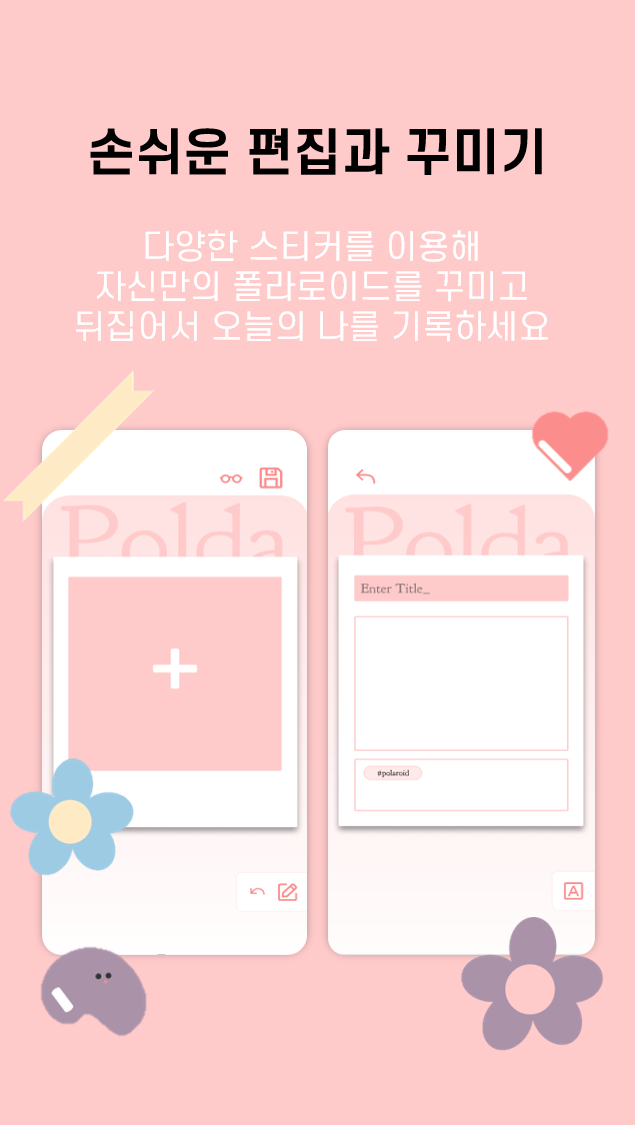 손쉬운 편집과 꾸미기
다양한 스티커를 이용해
자신만의 폴라로이드를 꾸미고
뒤집어서 오늘의 나를 기록하세요
Polda
Polda
Enter Title_
#polaroid
A